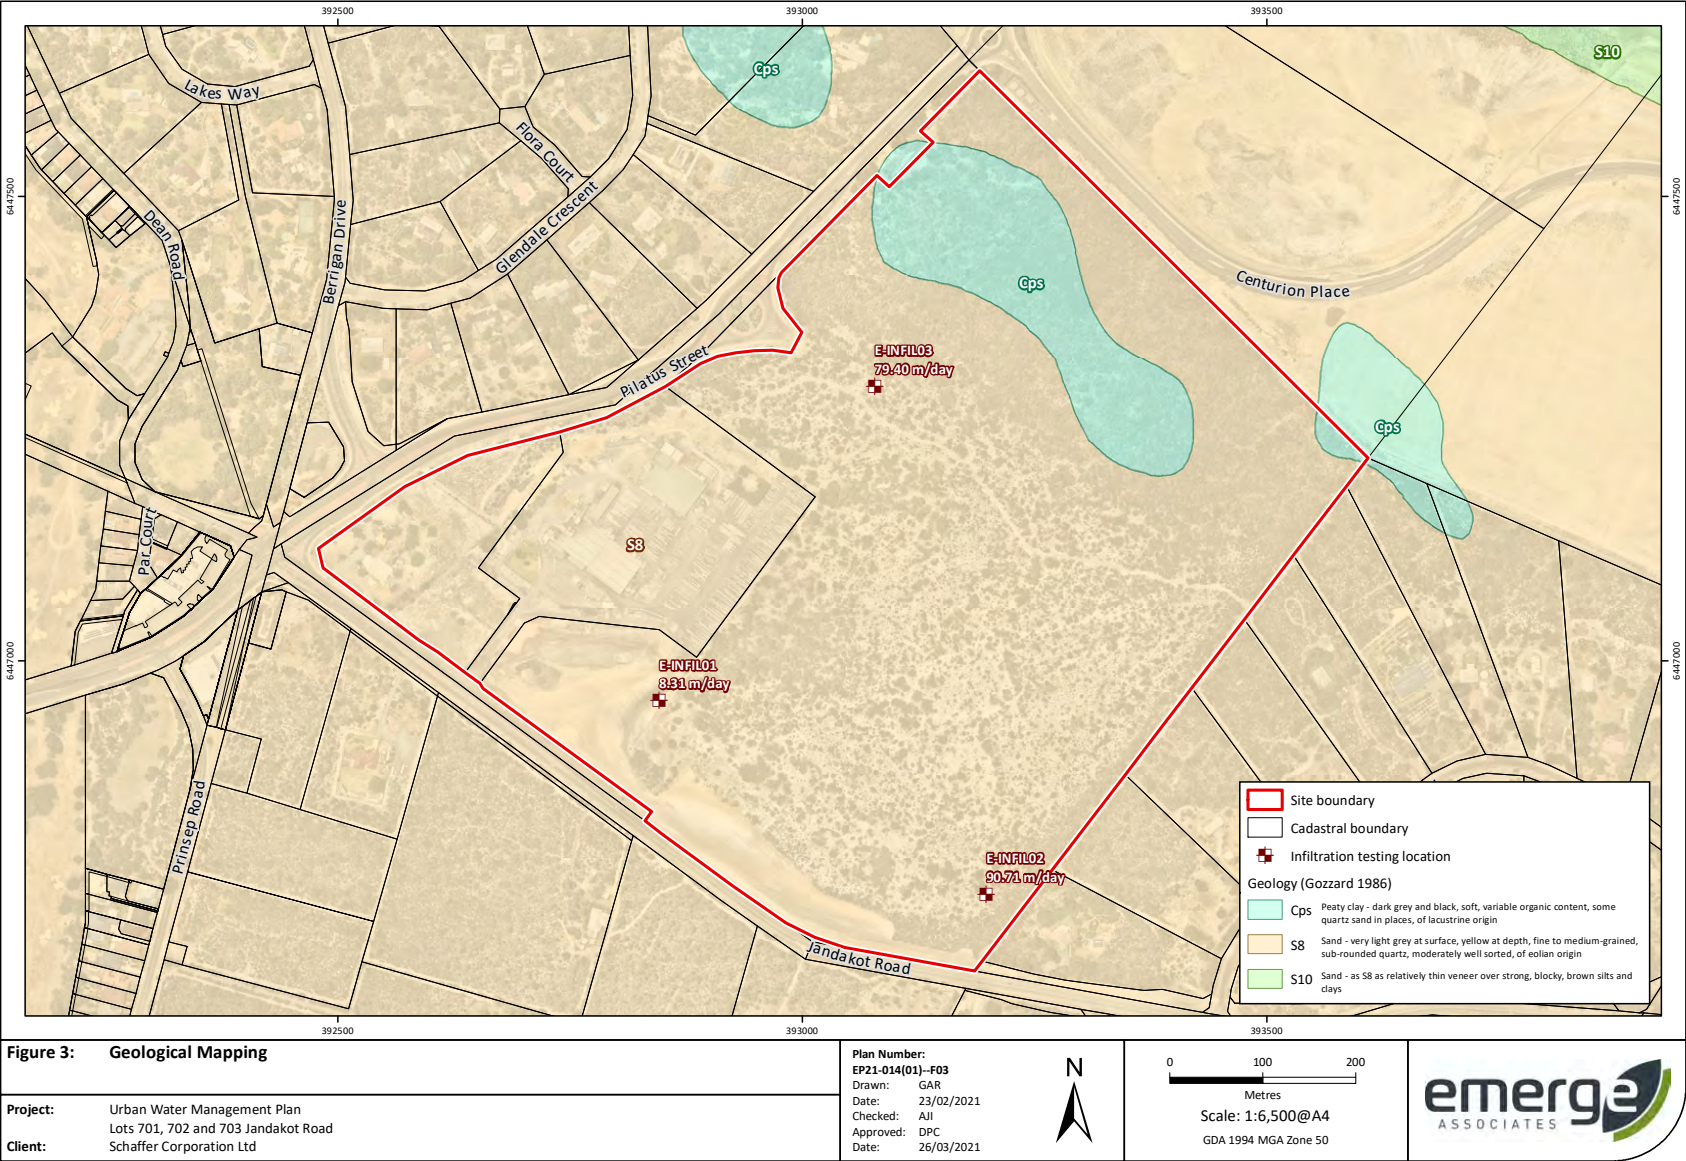 392500
393000
393500
6447500
6447000
6447500
6447000
S10
Cps
Lakes Way
Flora Court
Dean Road
Berrigan Drive
Glendale Crescent
Centurion Place
Cps
E-INFIL03
79.40 m/day
Pilatus Street
Cps
Par Court
S8
E-INFIL01
8.31 m/day
Prinsep Road
E-INFIL02
90.71 m/day
Jandakot Road
Site boundary
Cadastral boundary
Infiltration testing location
Geology (Gozzard 1986)
Cps Peaty clay - dark grey and black, soft, variable organic content, some
quartz sand in places, of lacustrine origin
S8 Sand - very light grey at surface, yellow at depth, fine to medium-grained,
sub-rounded quartz, moderately well sorted, of eolian origin
S10 Sand - as S8 as relatively thin veneer over strong, blocky, brown silts and
clays
392500
393000
393500
Figure 3: Geological Mapping
Project: Urban Water Management Plan
Lots 701, 702 and 703 Jandakot Road
Client: Schaffer Corporation Ltd
Plan Number:
EP21-014(01)--F03
Drawn: GAR
Date: 23/02/2021
Checked: AJI
Approved: DPC
Date: 26/03/2021
N
0 100 200
Metres
Scale: 1:6,500@A4
GDA 1994 MGA Zone 50
emerge
ASSOCIATES